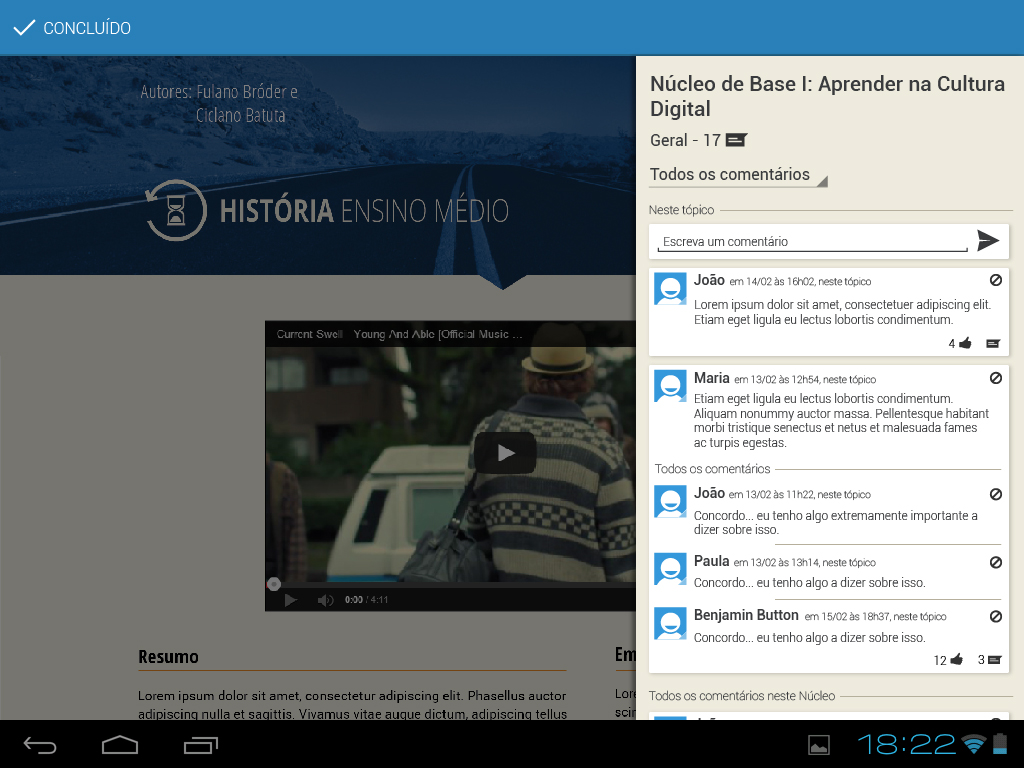 CONCLUÍDO
Autores: Fulano Bróder e
Ciclano Batuta
HISTÓRIA ENSINO MÉDIO
Current Swell Young And Able [Official Music ...
0:00 / 4:11
Resumo
Lorem ipsum dolor sit amet, consectetur adipiscing elit. Phasellus auctor
adipiscing nulla et sagittis. Vivamus vitae augue dictum, adipiscing tellus
Em
Lore
scin
Núcleo de Base I: Aprender na Cultura
Digital
Geral - 17
Todos os comentários
Neste tópico
Escreva um comentário
João em 14/02 às 16h02, neste tópico
Lorem ipsum dolor sit amet, consectetuer adipiscing elit.
Etiam eget ligula eu lectus lobortis condimentum.
4
Maria em 13/02 às 12h54, neste tópico
Etiam eget ligula eu lectus lobortis condimentum.
Aliquam nonummy auctor massa. Pellentesque habitant
morbi tristique senectus et netus et malesuada fames
ac turpis egestas.
Todos os comentários
João em 13/02 às 11h22, neste tópico
Concordo... eu tenho algo extremamente importante a
dizer sobre isso.
Paula em 13/02 às 13h14, neste tópico
Concordo... eu tenho algo a dizer sobre isso.
Benjamin Button em 15/02 às 18h37, neste tópico
Concordo... eu tenho algo a dizer sobre isso.
12 3
Todos os comentários neste Núcleo
18:22